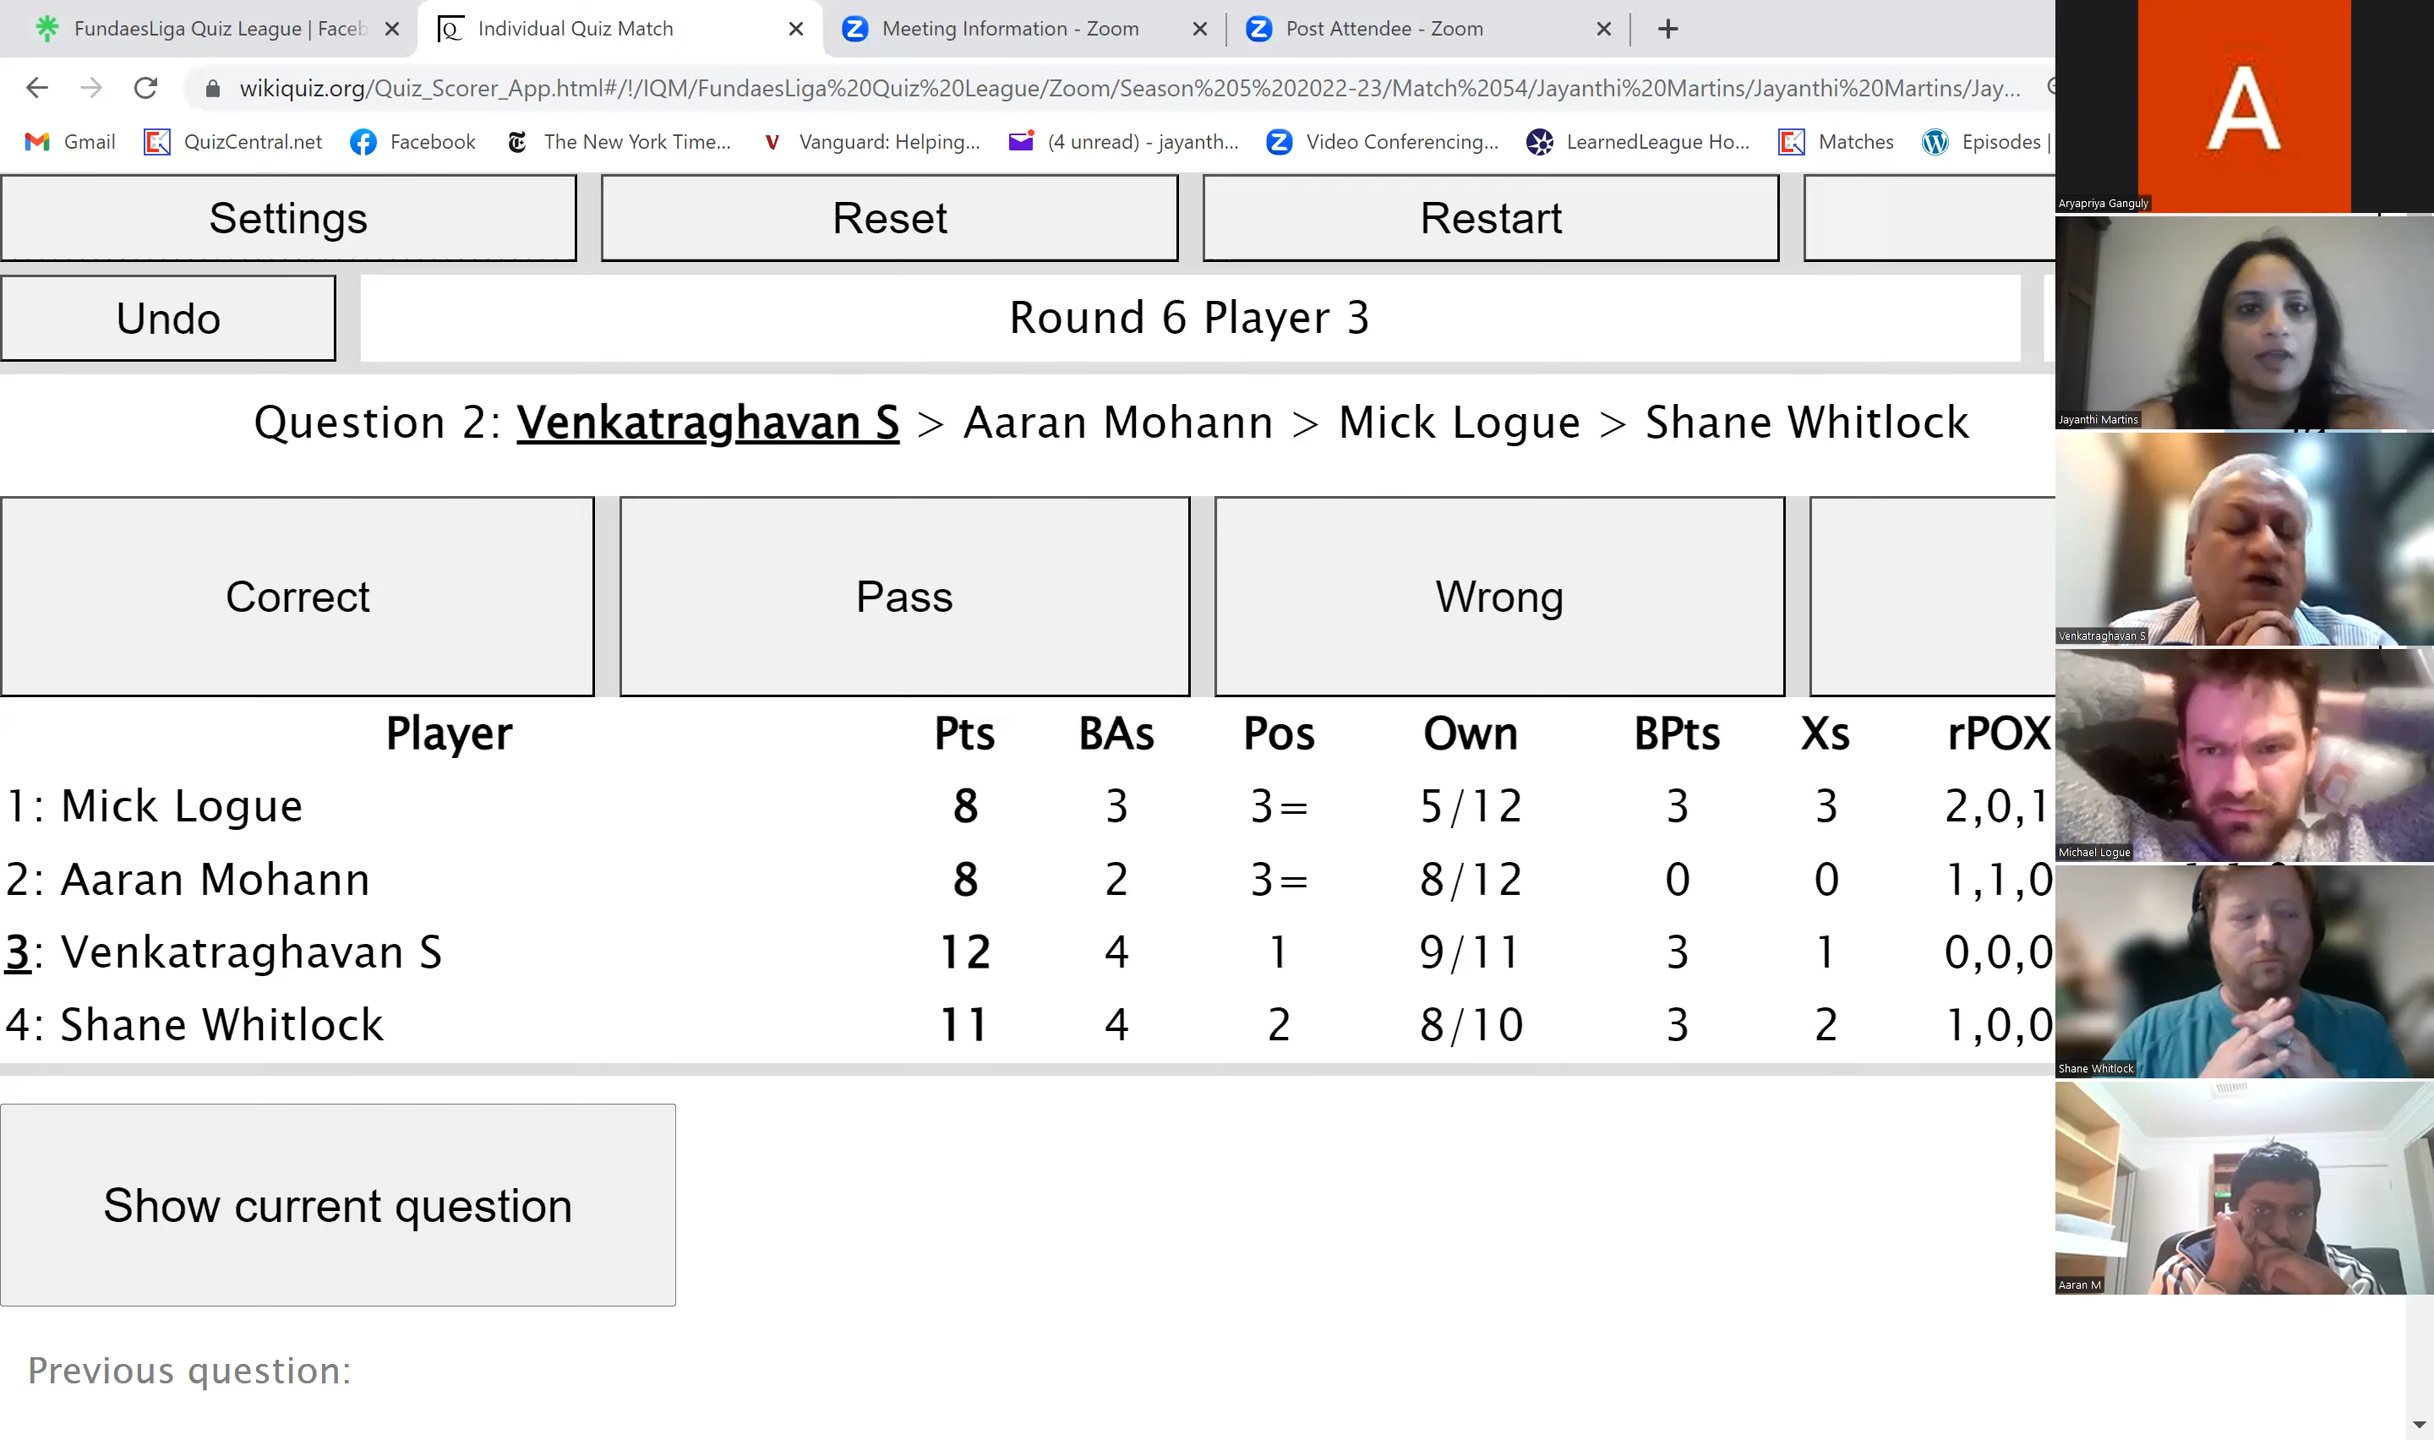 FundaesLiga Quiz League | Faceb
Individual Quiz Match
Meeting Information - Zoom
Post Attendee - Zoom
wikiquiz.org/Quiz_Scorer_App.html#/!/IQM/FundaesLiga%20Quiz%20League/Zoom/Season%205%202022-23/Match%2054/Jayanthi%20Martins/Jayanthi%20Martins/Jay...
Gmail
QuizCentral.net
Facebook
The New York Time...
Vanguard: Helping...
(4 unread) - jayanth...
Video Conferencing...
LearnedLeague Ho...
Matches
Episodes |
Settings
Reset
Restart
Undo
Round 6 Player 3
Question 2: Venkatraghavan S > Aaran Mohann > Mick Logue > Shane Whitlock
Correct
Pass
Wrong
Player Pts BAs Pos Own BPts Xs rPOX
1: Mick Logue 8 3 3= 5/12 3 3 2,0,1
2: Aaran Mohann 8 2 3= 8/12 0 0 1,1,0
3: Venkatraghavan S 12 4 1 9/11 3 1 0,0,0
4: Shane Whitlock 11 4 2 8/10 3 2 1,0,0
Show current question
Previous question:
A
Aryapriya Ganguly
Jayanthi Martins
Venkatraghavan S
Michael Logue
Shane Whitlock
Aaran M